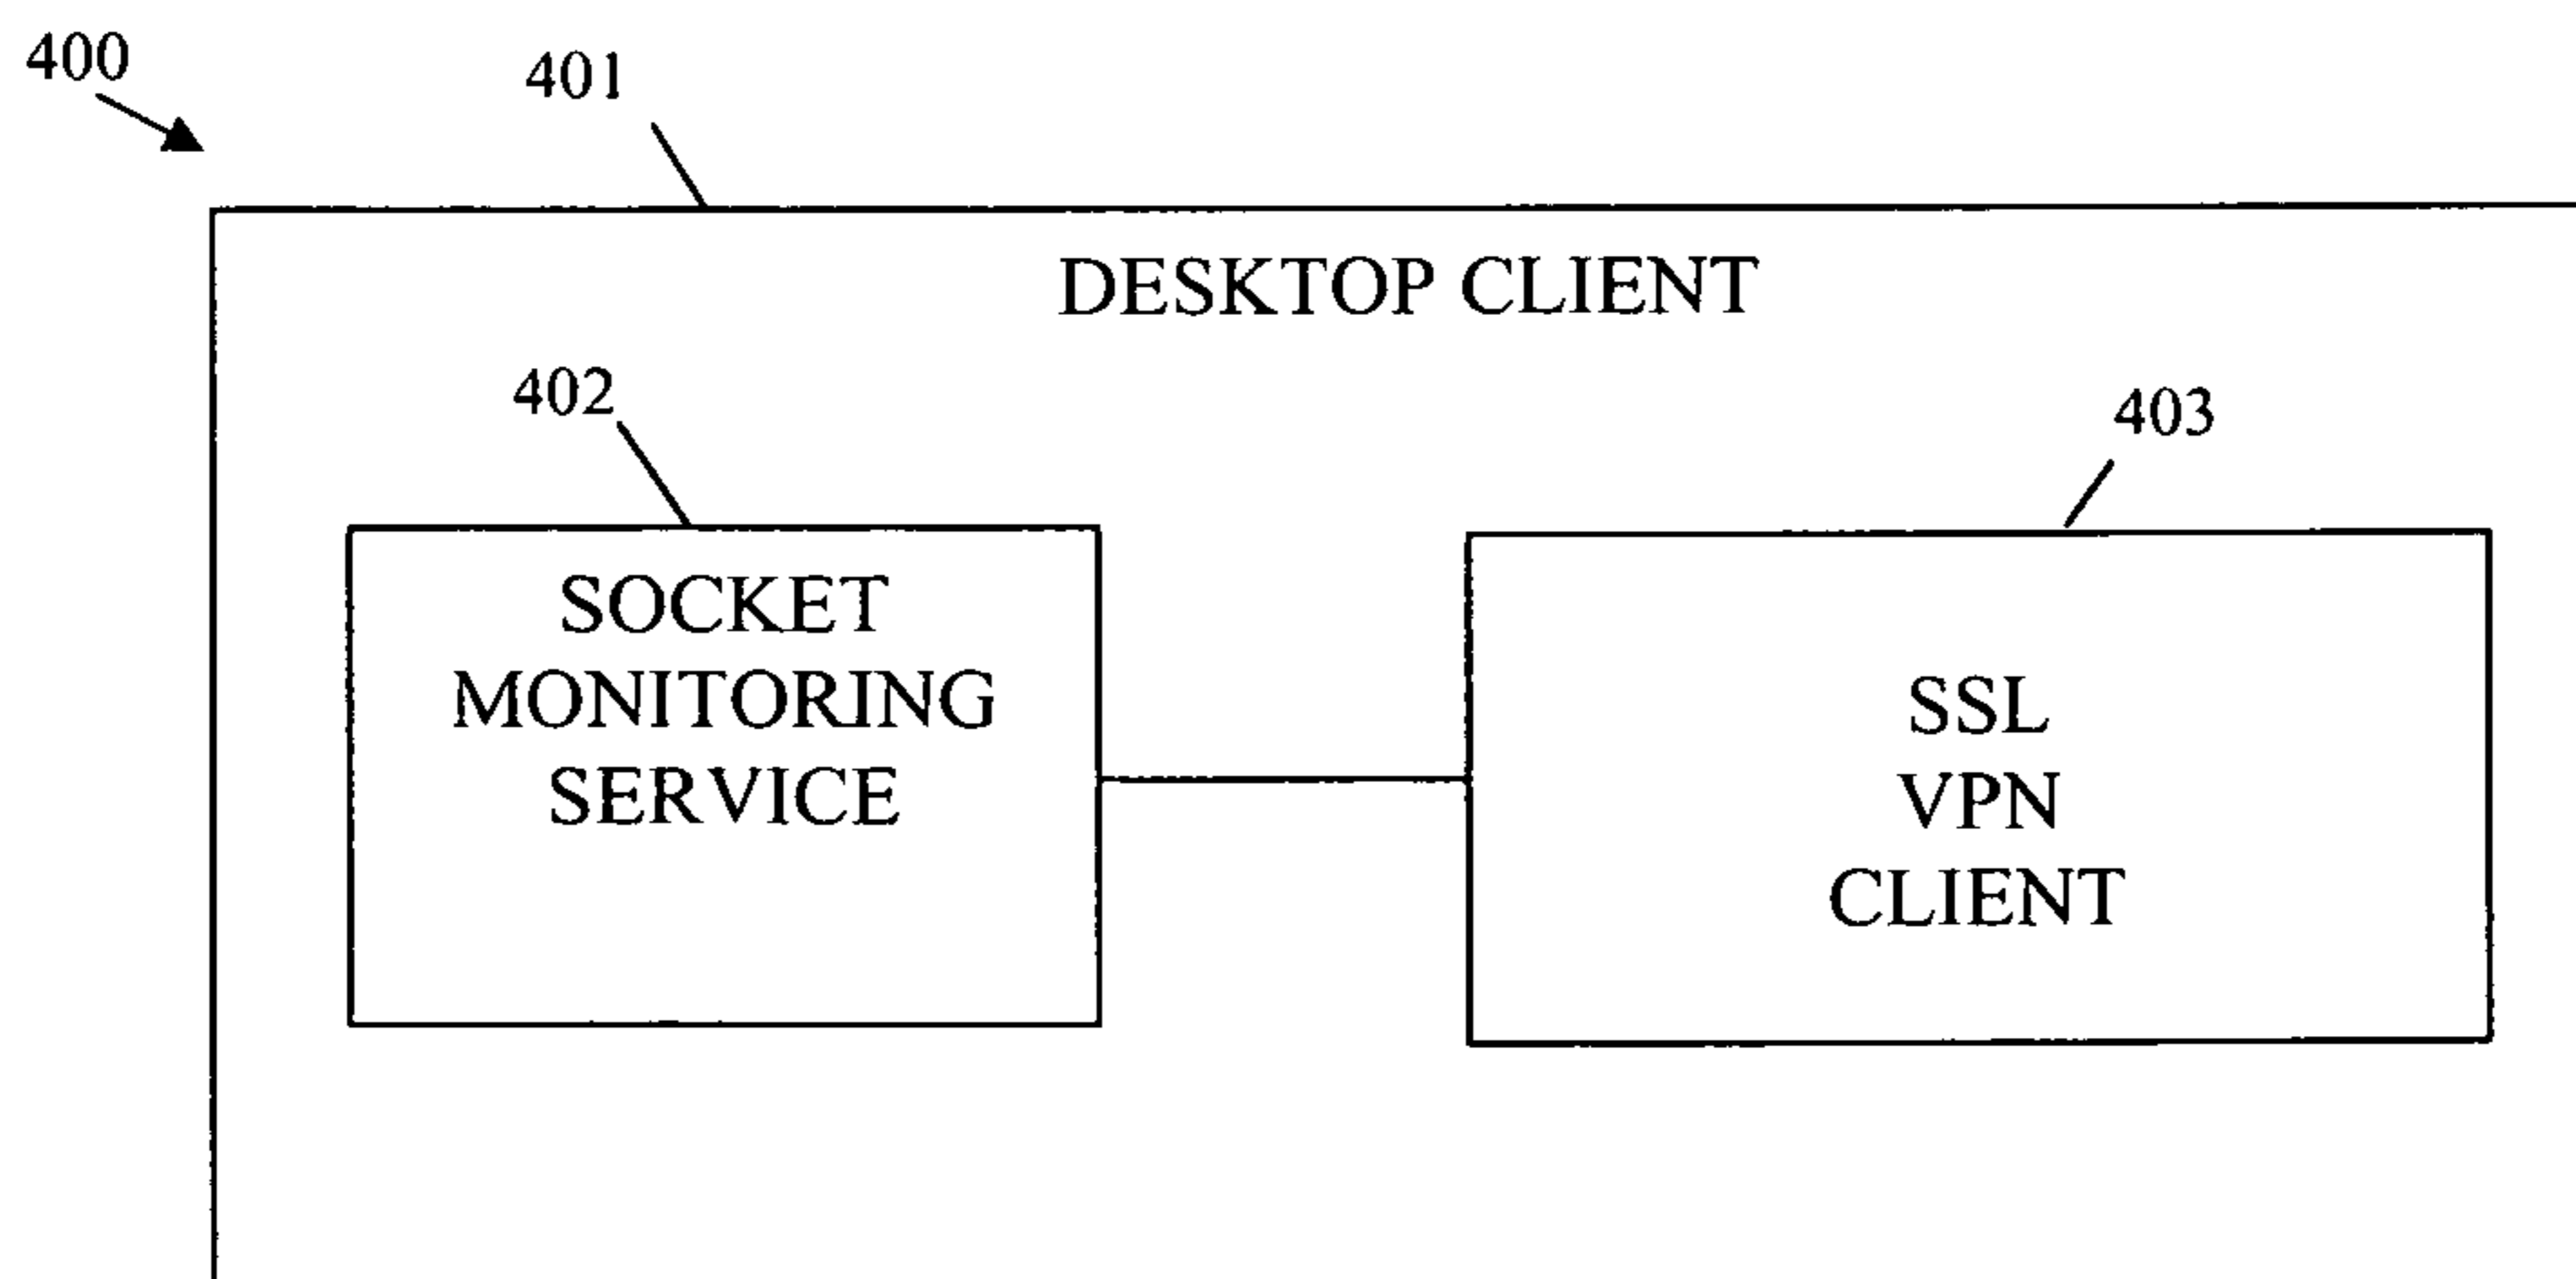 400
401
DESKTOP CLIENT
402
403
SOCKET
MONITORING
SERVICE
SSL
VPN
CLIENT